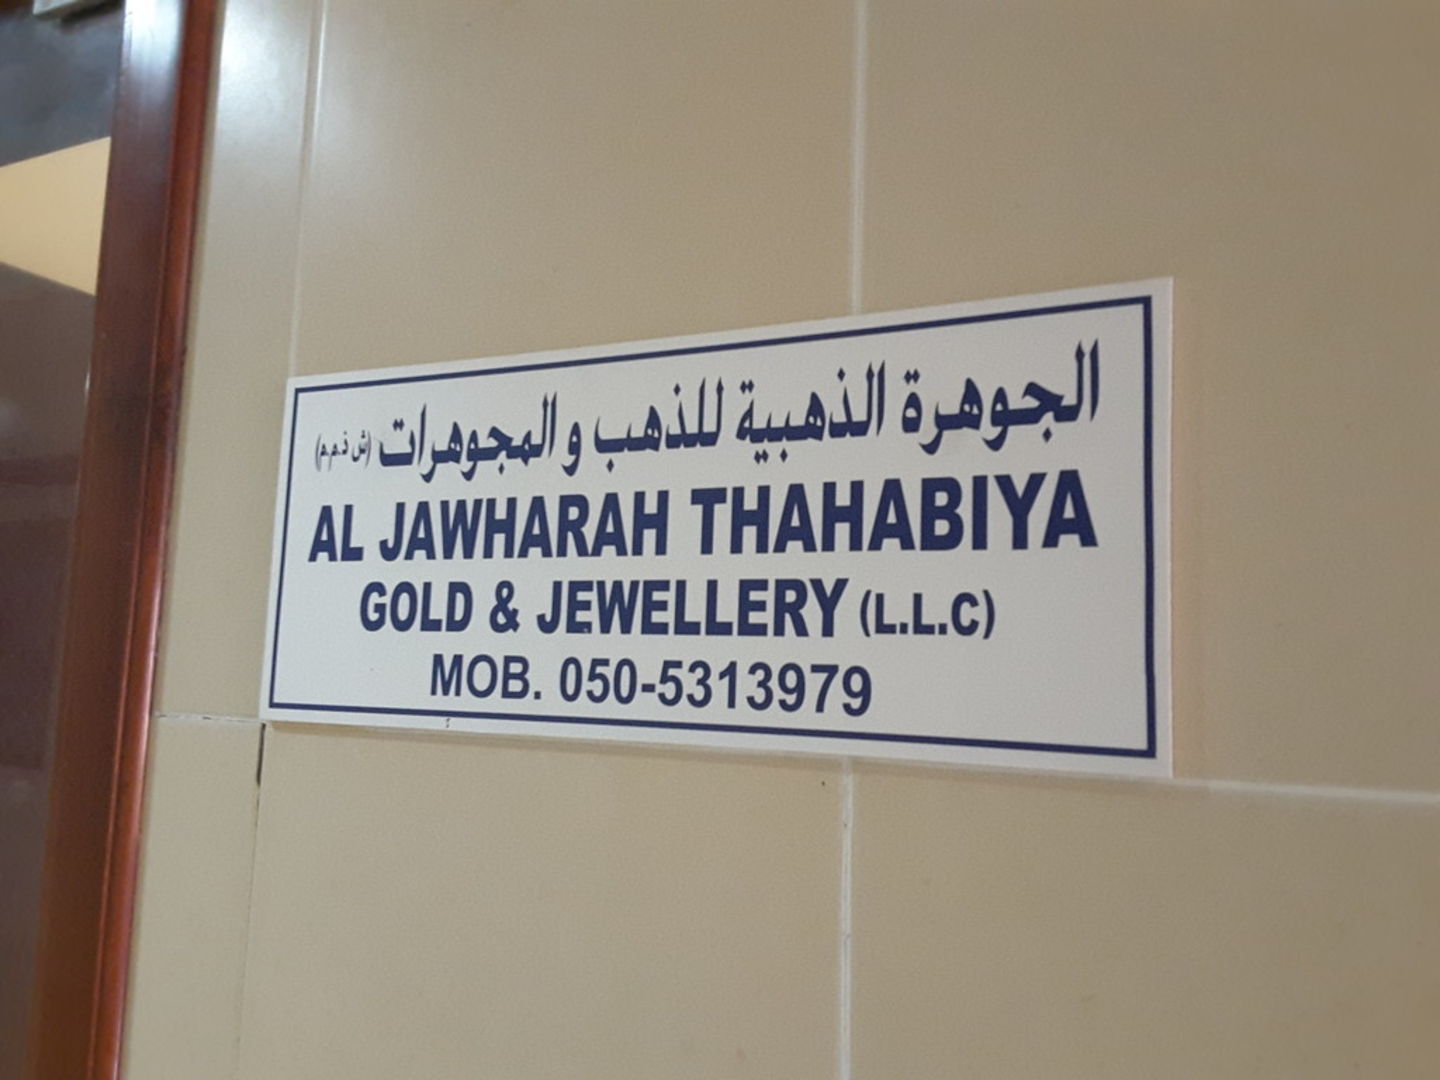 الجوهرة الذهبية للذهب و المجوهرات (ش ذ.م.م)
AL JAWHARAH THAHABIYA
GOLD & JEWELLERY (L.L.C)
MOB. 050-5313979